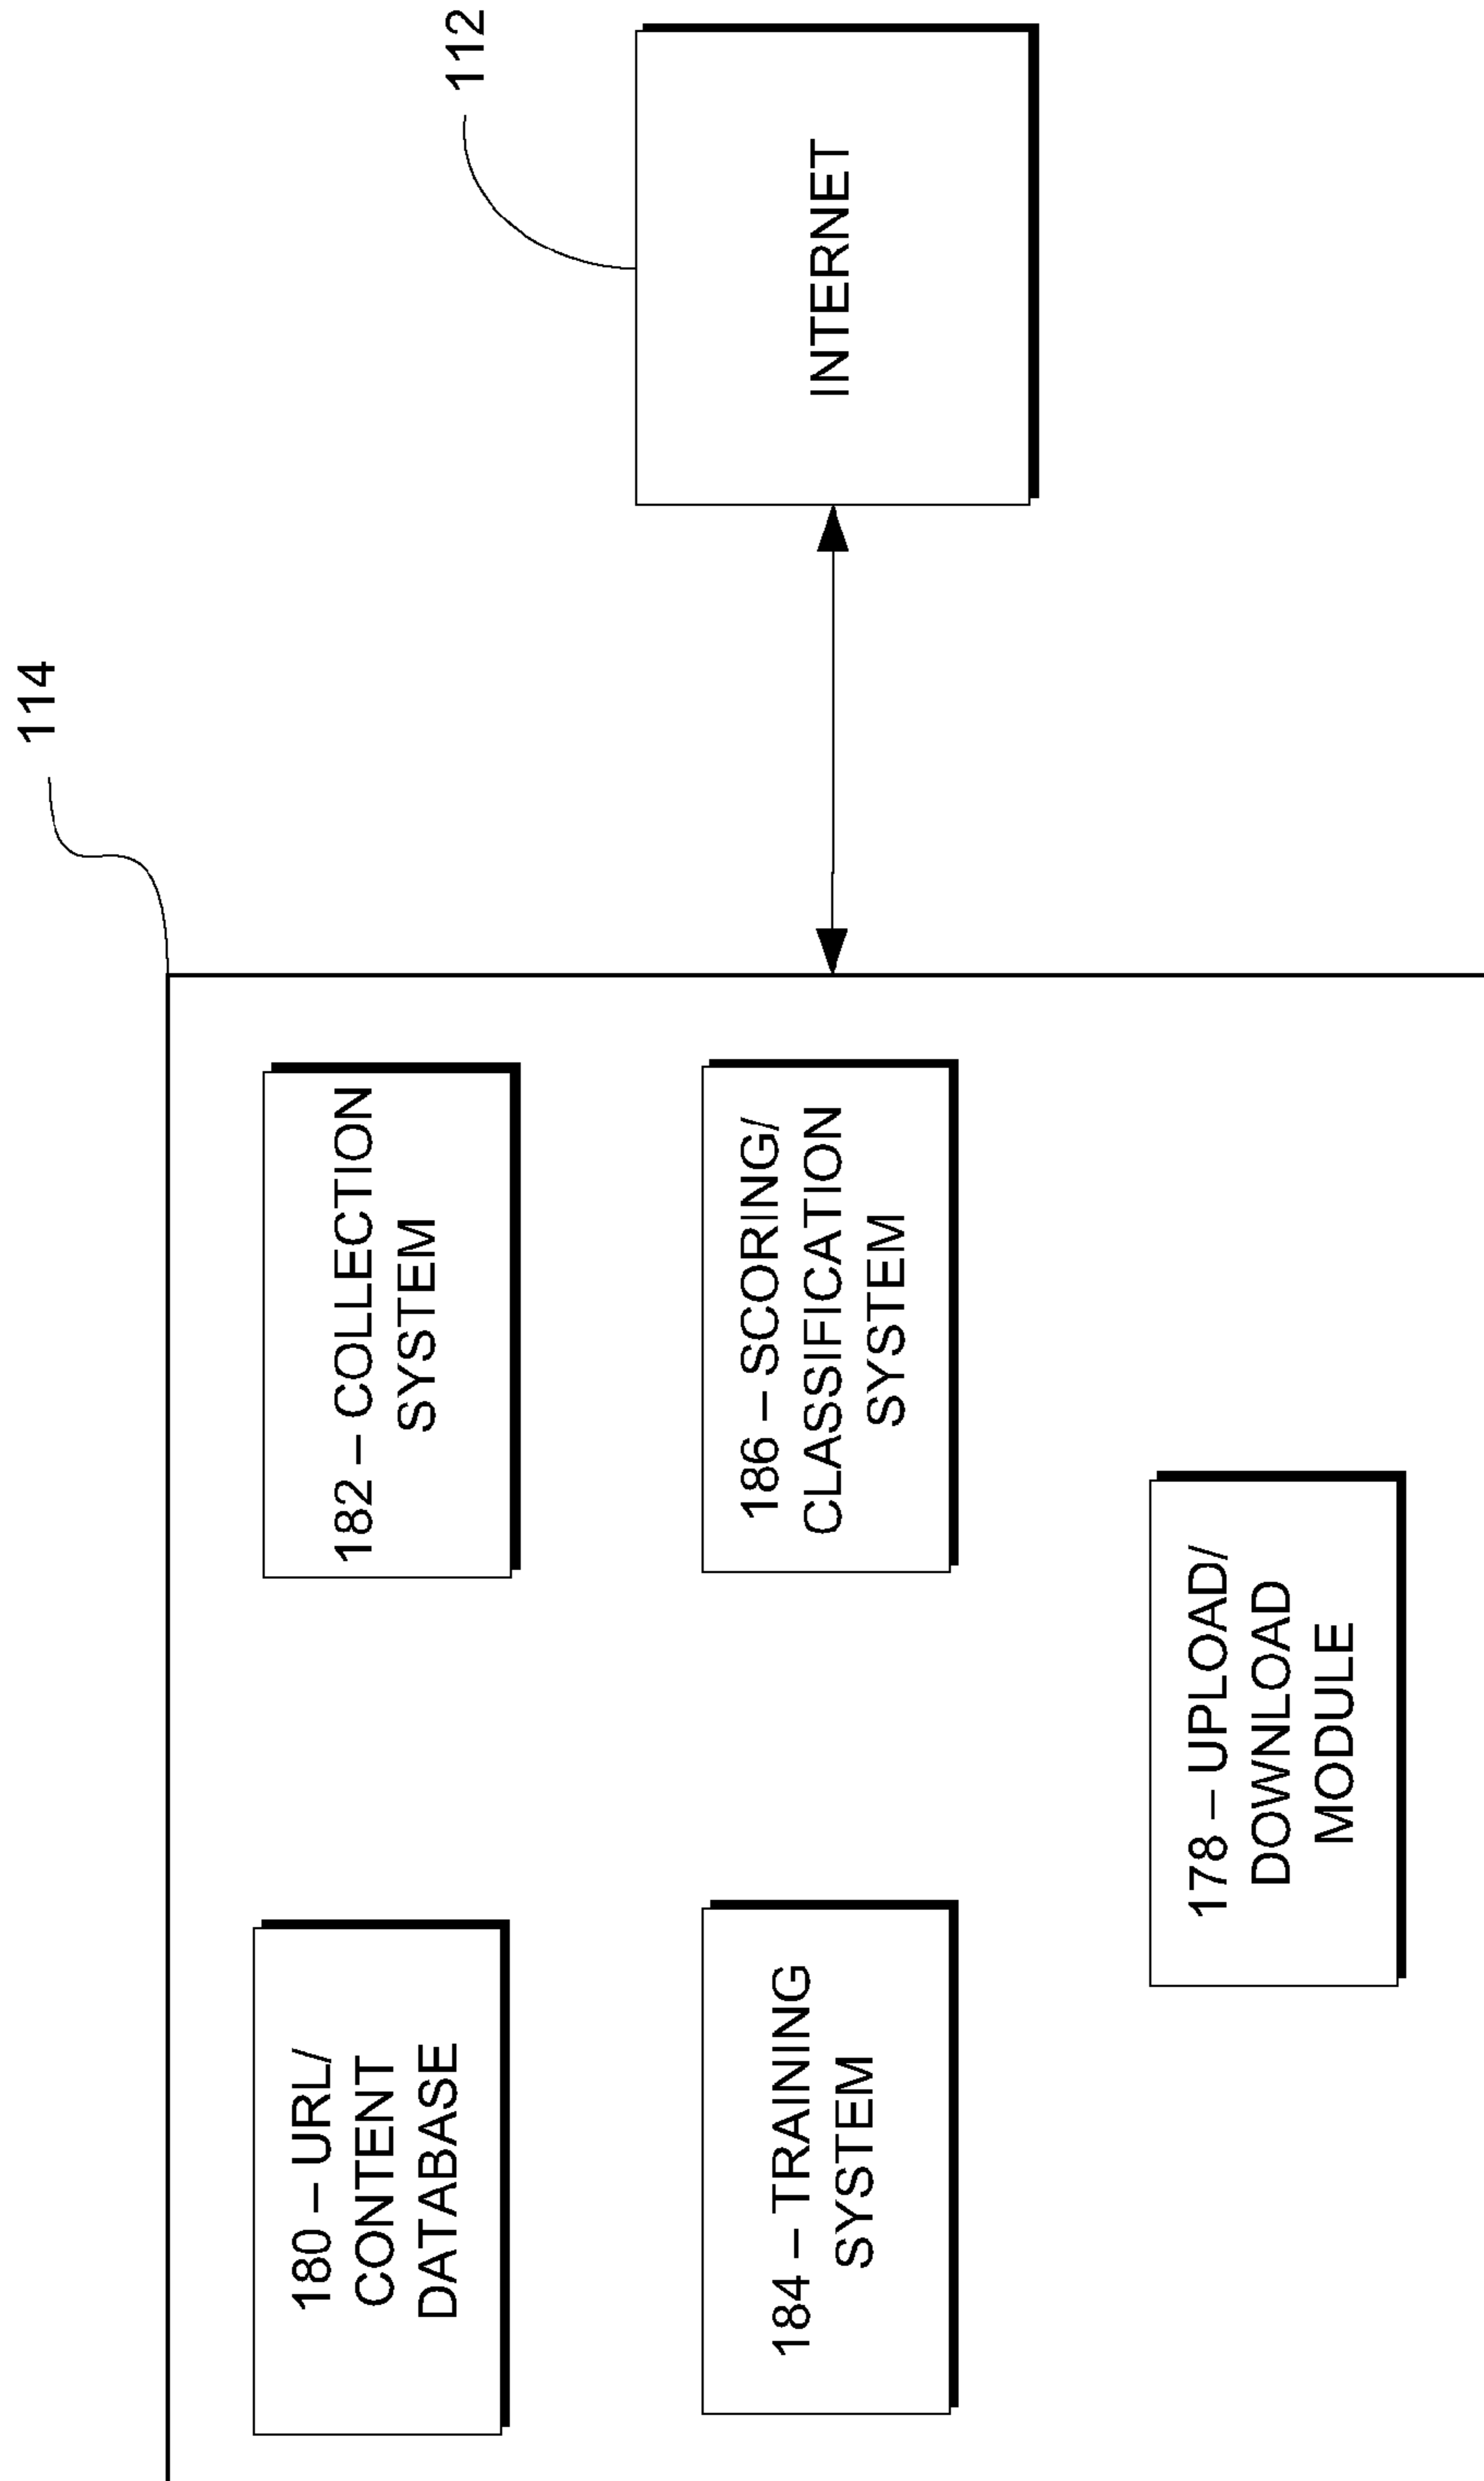 114
112
180 – URL/
CONTENT
DATABASE
182 – COLLECTION
SYSTEM
184 – TRAINING
SYSTEM
186 – SCORING/
CLASSIFICATION
SYSTEM
178 – UPLOAD/
DOWNLOAD
MODULE
INTERNET